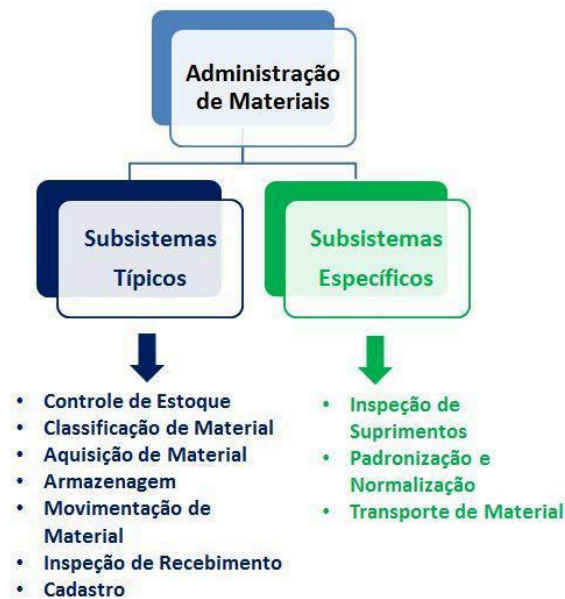 Administração
de Materiais
Subsistemas
Típicos
Subsistemas
Específicos
• Controle de Estoque
• Classificação de Material
• Aquisição de Material
• Armazenagem
• Movimentação de
Material
• Inspeção de Recebimento
• Cadastro
• Inspeção de
Suprimentos
• Padronização e
Normalização
• Transporte de Material